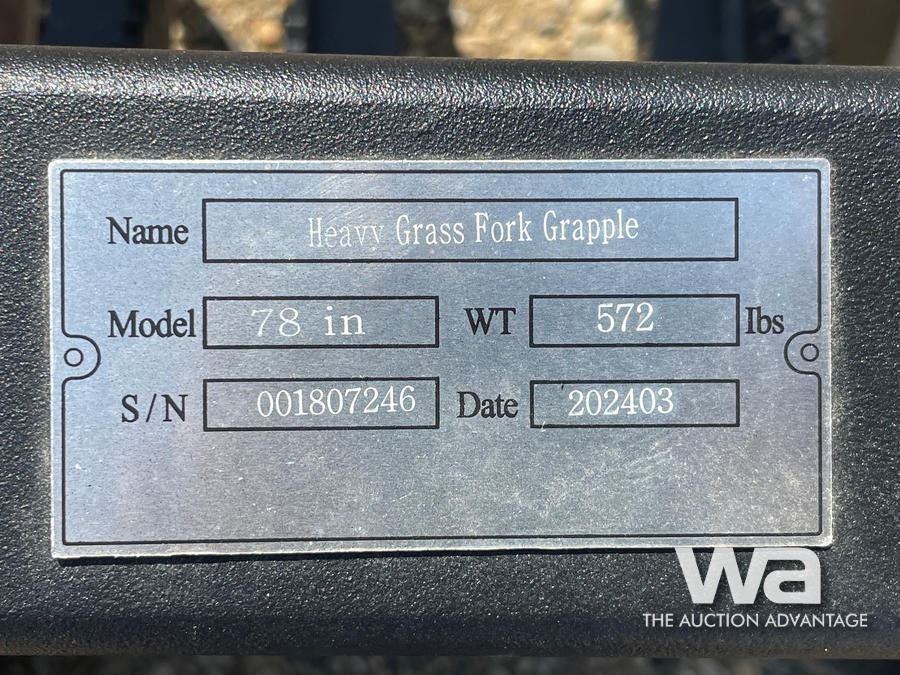 Name Heavy Grass Fork Grapple
Model 78 in WT 572 lbs
S/N 001807246 Date 202403
wa
THE AUCTION ADVANTAGE